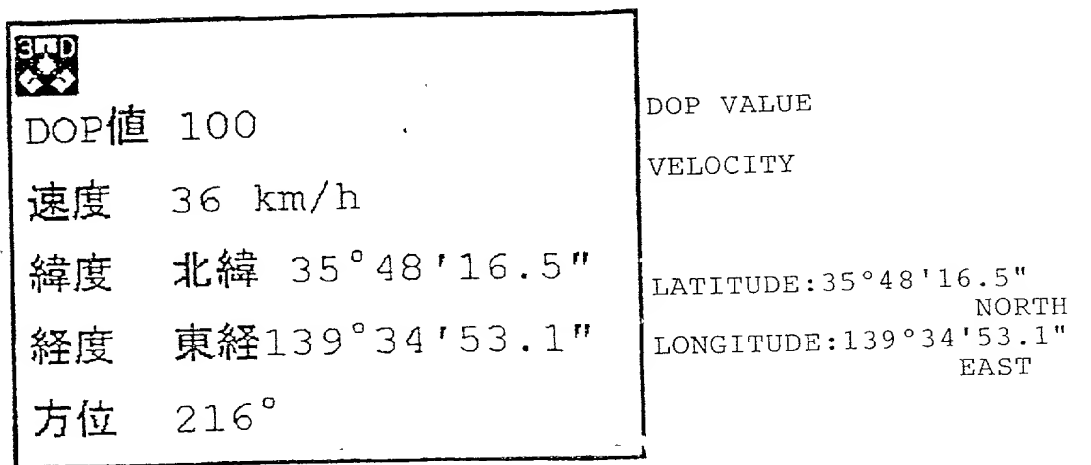 3 D
DOP値 100
速度 36 km/h
緯度 北緯 35°48'16.5"
経度 東経139°34'53.1"
方位 216°
DOP VALUE
VELOCITY
LATITUDE:35°48'16.5"
NORTH
LONGITUDE:139°34'53.1"
EAST